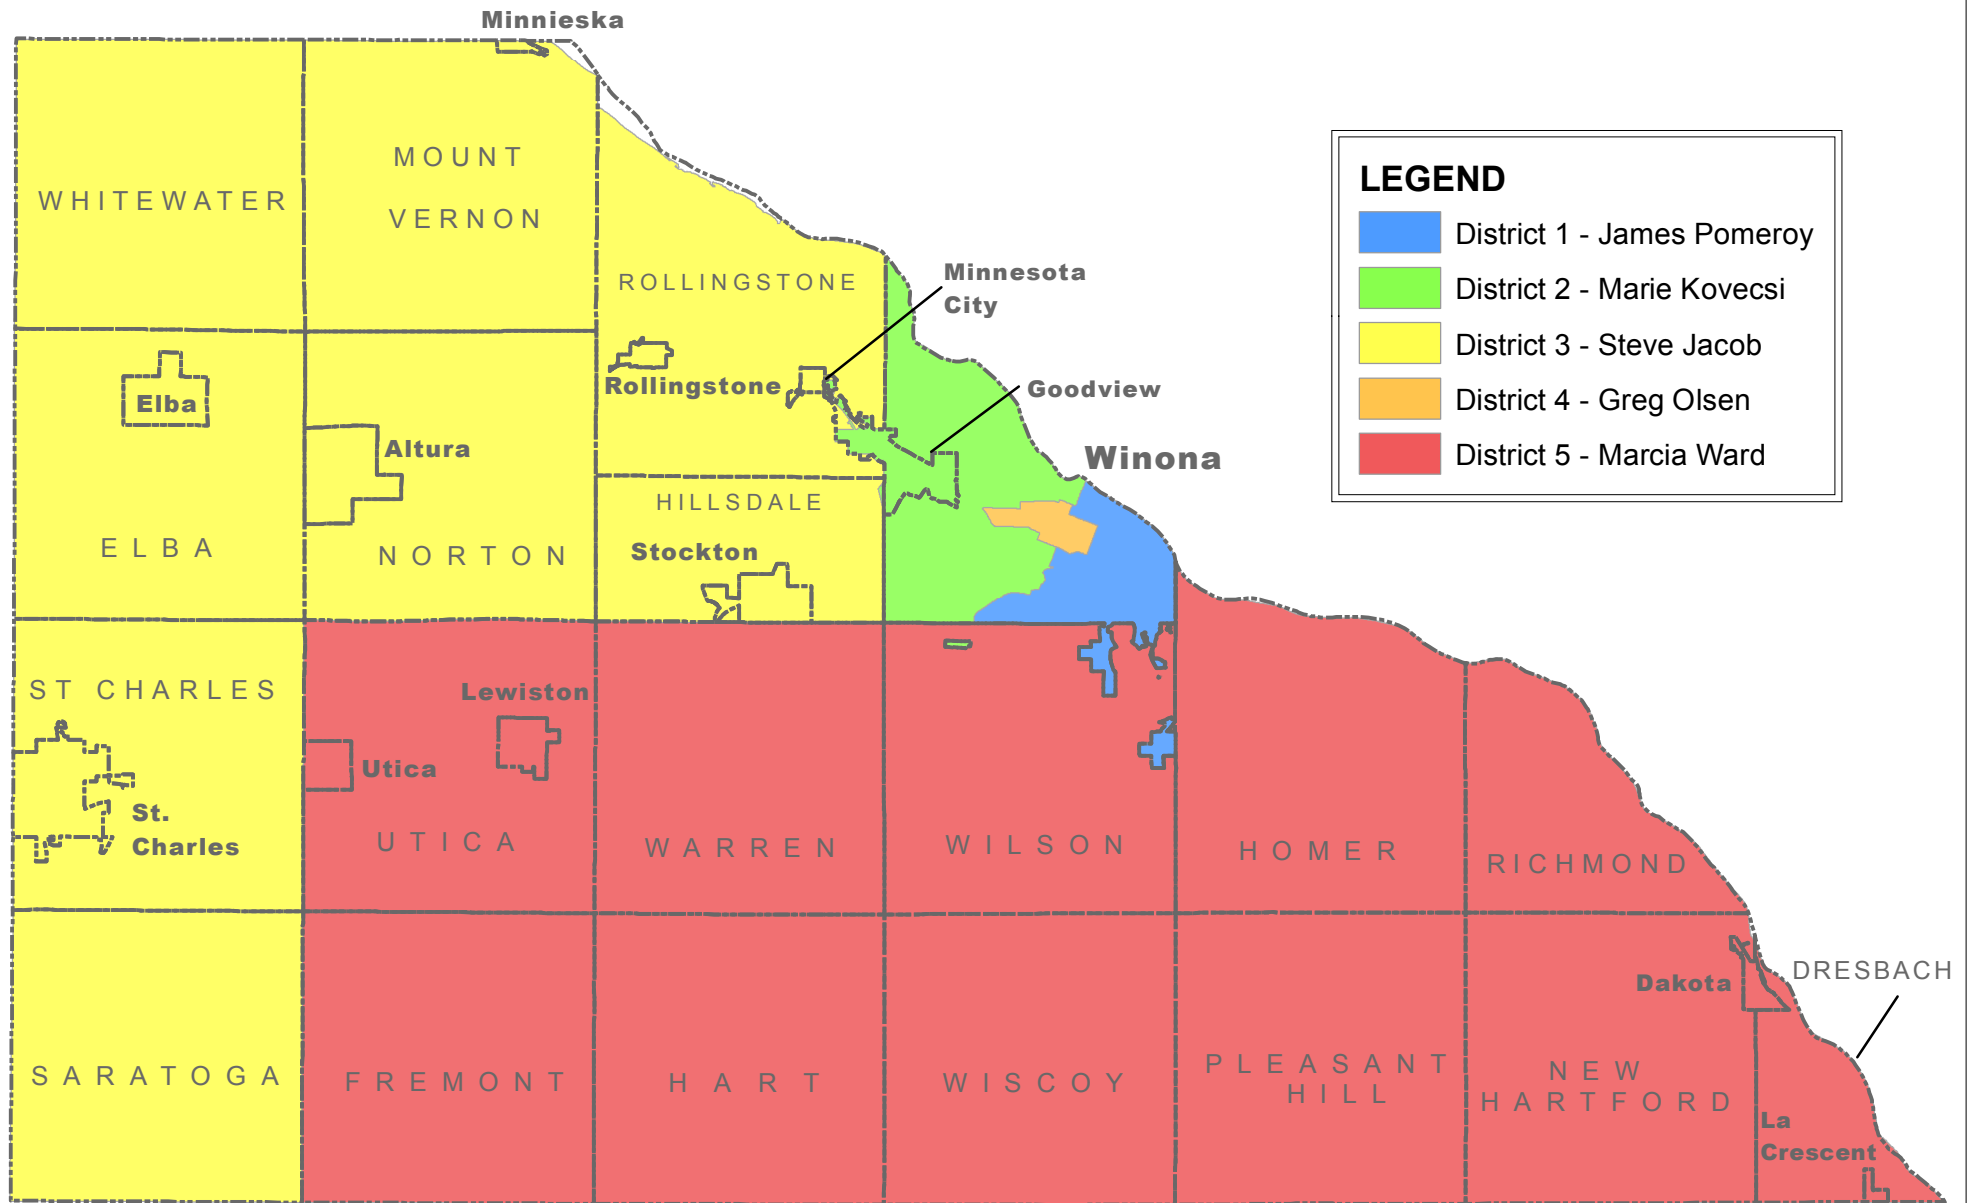 Minnieska
MOUNT
VERNON
WHITEWATER
LEGEND
District 1 - James Pomeroy
District 2 - Marie Kovecsi
District 3 - Steve Jacob
District 4 - Greg Olsen
District 5 - Marcia Ward
ROLLINGSTONE
Minnesota
City
Rollingstone
Goodview
Elba
Altura
Winona
HILLSDALE
Stockton
ELBA
NORTON
ST CHARLES
Lewiston
Utica
St.
Charles
UTICA
WARREN
WILSON
HOMER
RICHMOND
DRESBACH
Dakota
SARATOGA
FREMONT
HART
WISCOY
PLEASANT
HILL
NEW
HARTFORD
La
Crescent